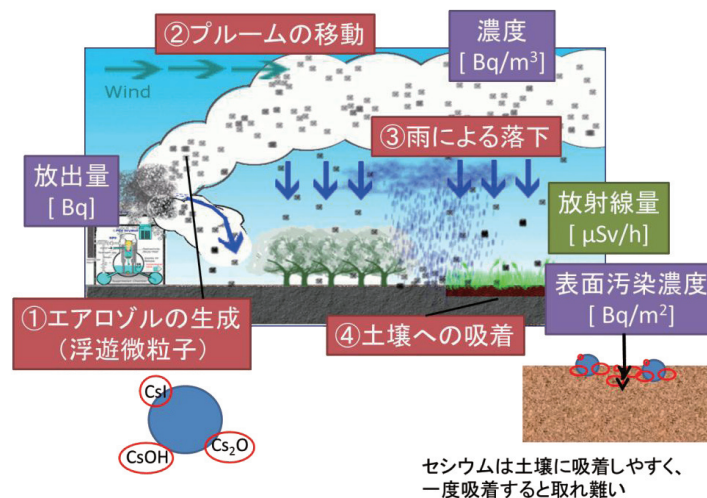 ②プルームの移動
濃度
[ Bq/m³]
Wind
③雨による落下
放出量
[ Bq]
放射線量
[ μSv/h]
表面汚染濃度
[ Bq/m²]
①エアロゾルの生成
（浮遊微粒子）
④土壌への吸着
CsI
CsOH
Cs₂O
セシウムは土壌に吸着しやすく、
一度吸着すると取れ難い